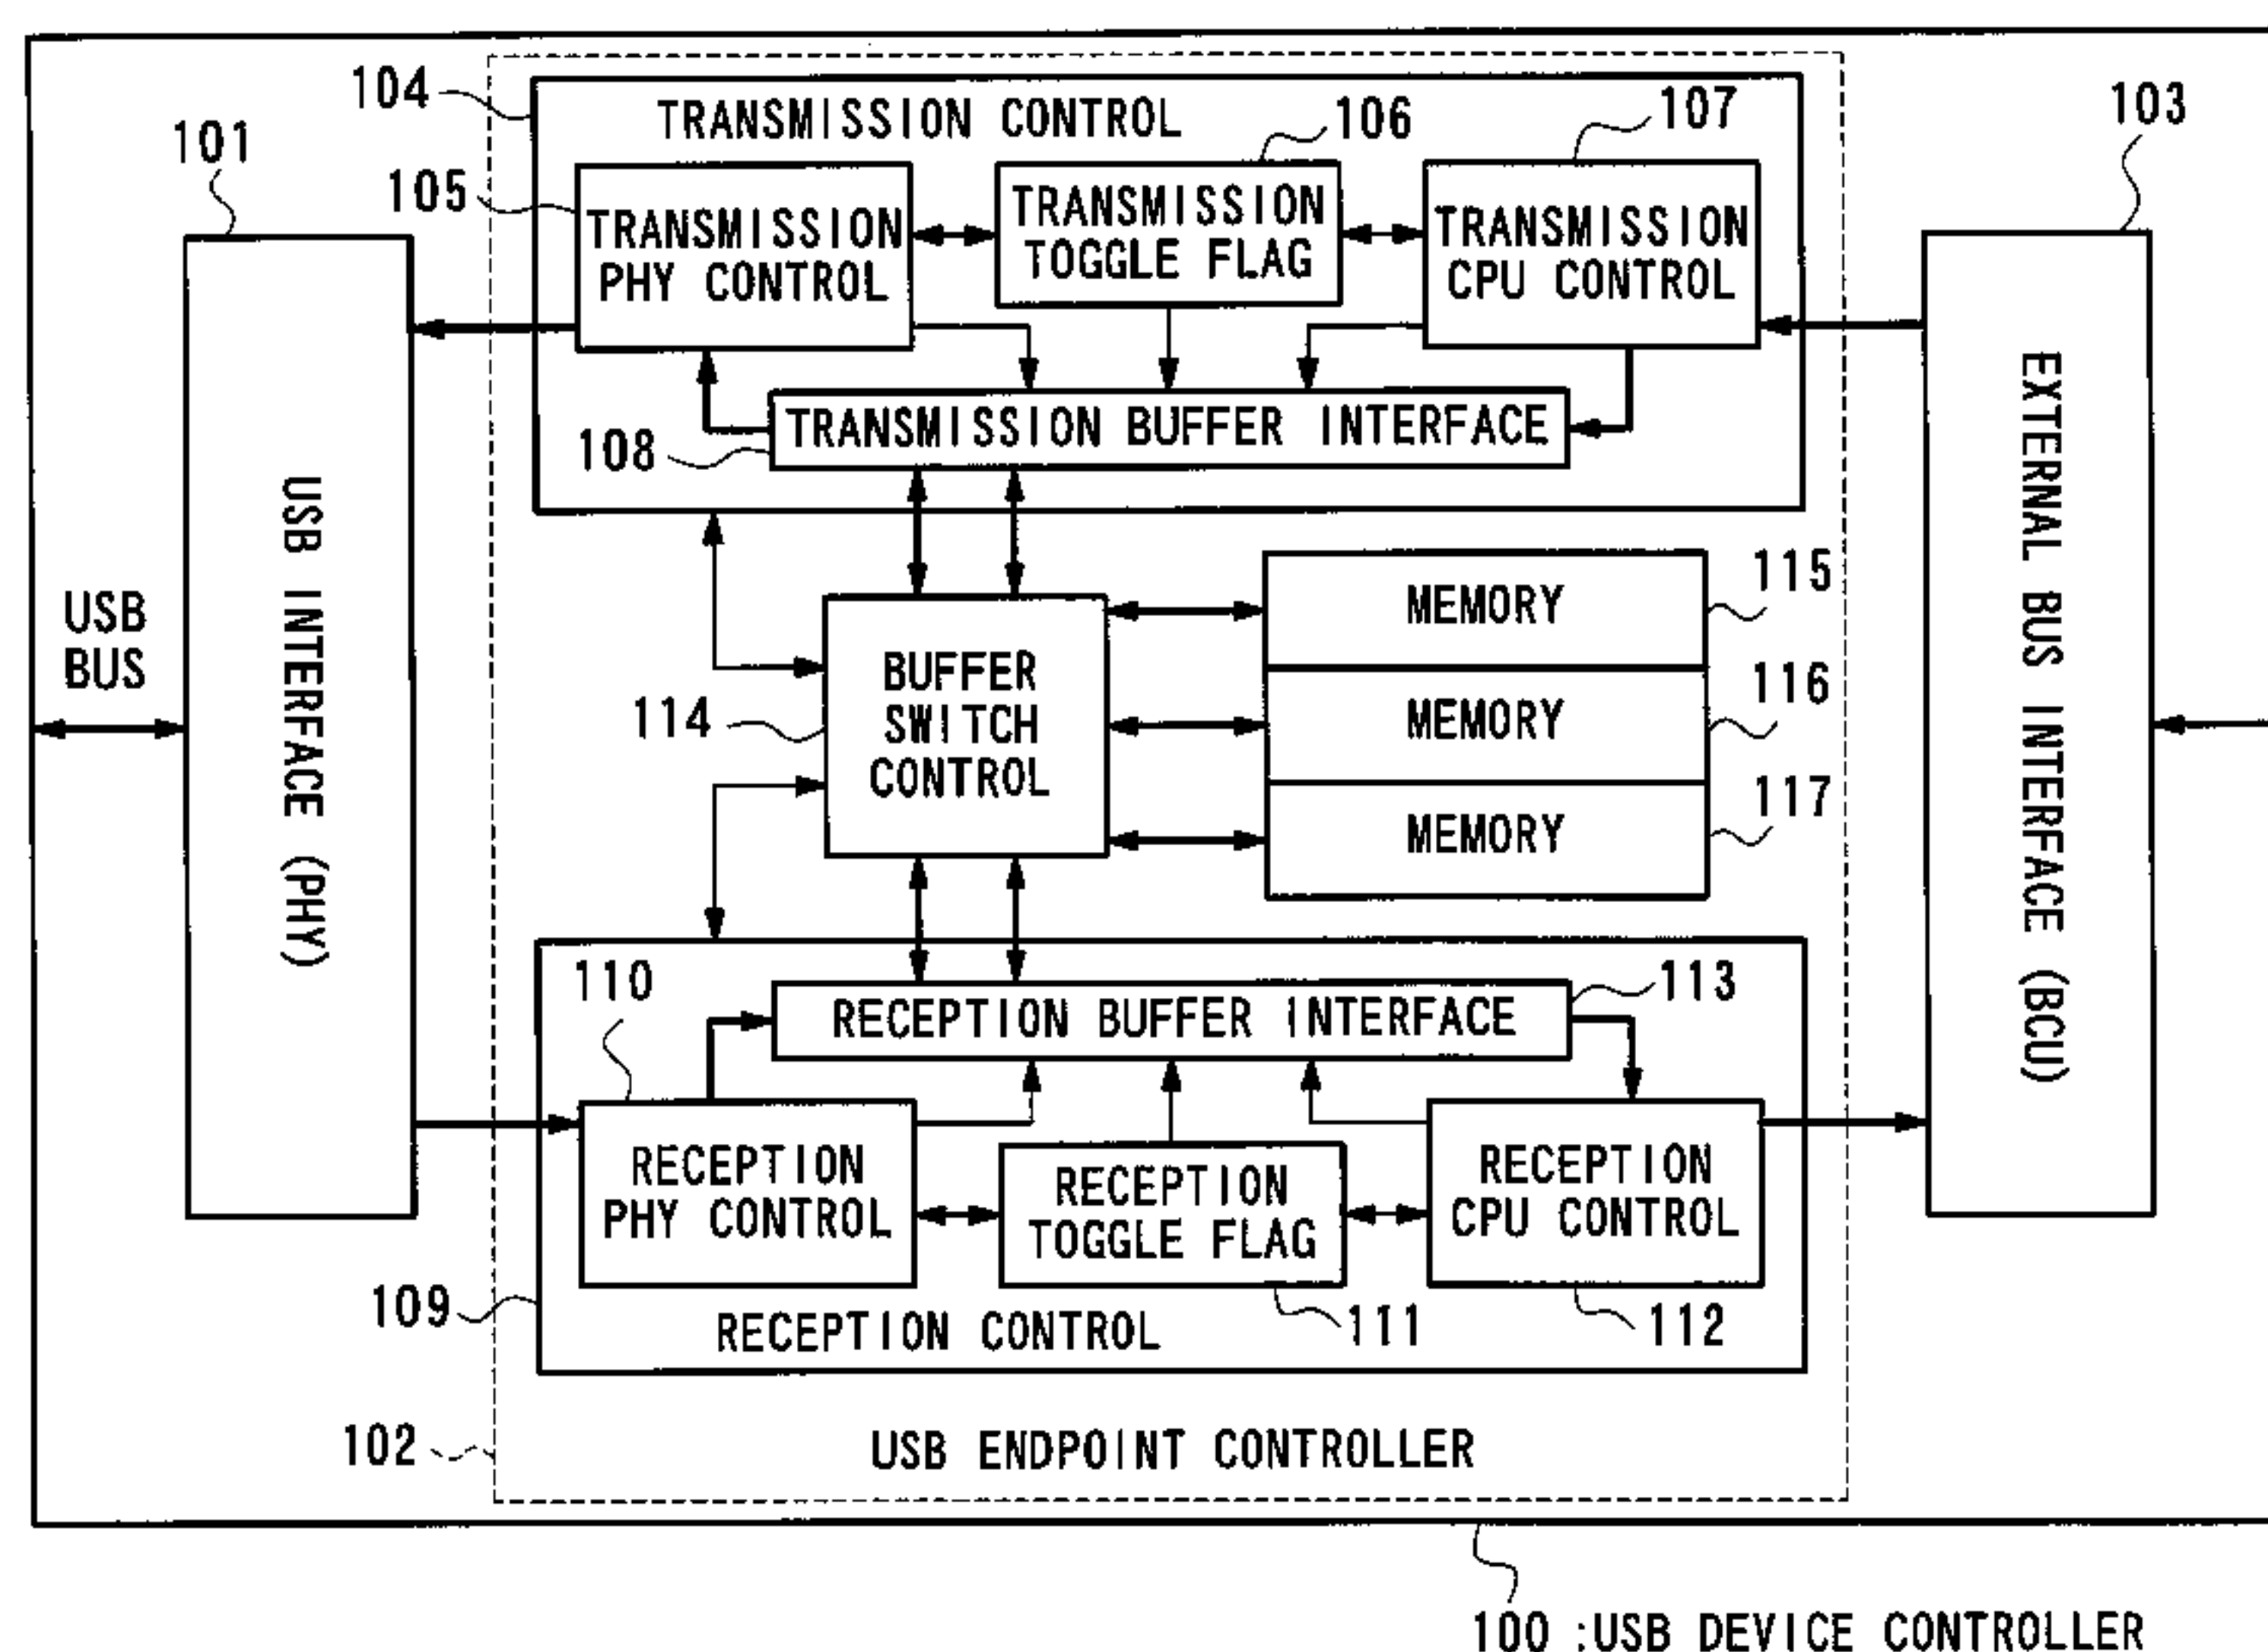 104
TRANSMISSION CONTROL
106
107
103
101
105
TRANSMISSION
PHY CONTROL
TRANSMISSION
TOGGLE FLAG
TRANSMISSION
CPU CONTROL
108
TRANSMISSION BUFFER INTERFACE
USB INTERFACE (PHY)
EXTERNAL BUS INTERFACE (BCU)
USB
BUS
114
BUFFER
SWITCH
CONTROL
MEMORY
115
MEMORY
116
MEMORY
117
110
RECEPTION BUFFER INTERFACE
113
RECEPTION
PHY CONTROL
RECEPTION
TOGGLE FLAG
RECEPTION
CPU CONTROL
109
RECEPTION CONTROL
111
112
102
USB ENDPOINT CONTROLLER
100 :USB DEVICE CONTROLLER